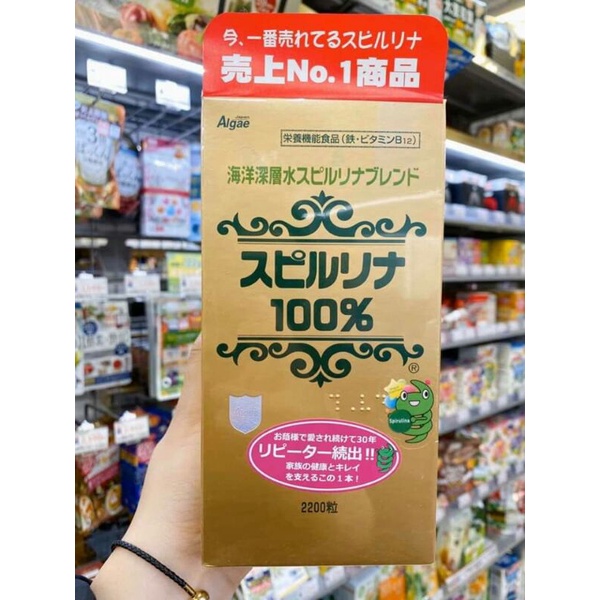 今、一番売れてるスピルリナ
売上No.1商品
Algae
栄養機能食品(鉄・ビタミンB12)
海洋深層水スピルリナブレンド
スピルリナ
100%
®
Spirulina
お蔭様で愛され続けて30年
リピーター続出!!
家族の健康とキレイ
を支えるこの1本!
2200粒